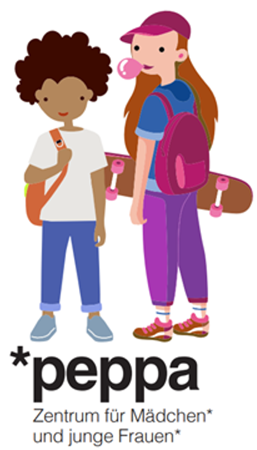 *peppa
Zentrum für Mädchen*
und junge Frauen*